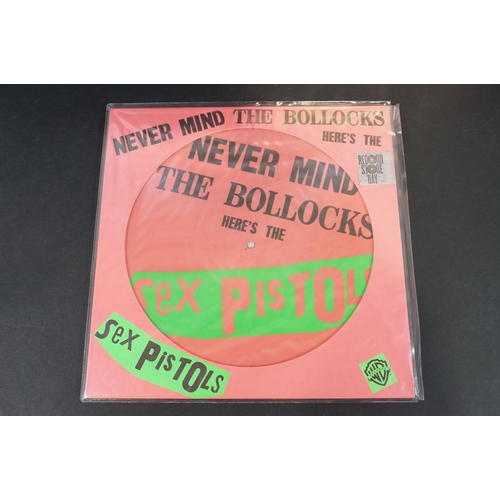 NEVER MIND THE BOLLOCKS
HERE'S THE
RECORD
STORE
DAY
NEVER MIND
THE BOLLOCKS
HERE'S THE
Sex PISTOLS
Sex PISTOLS